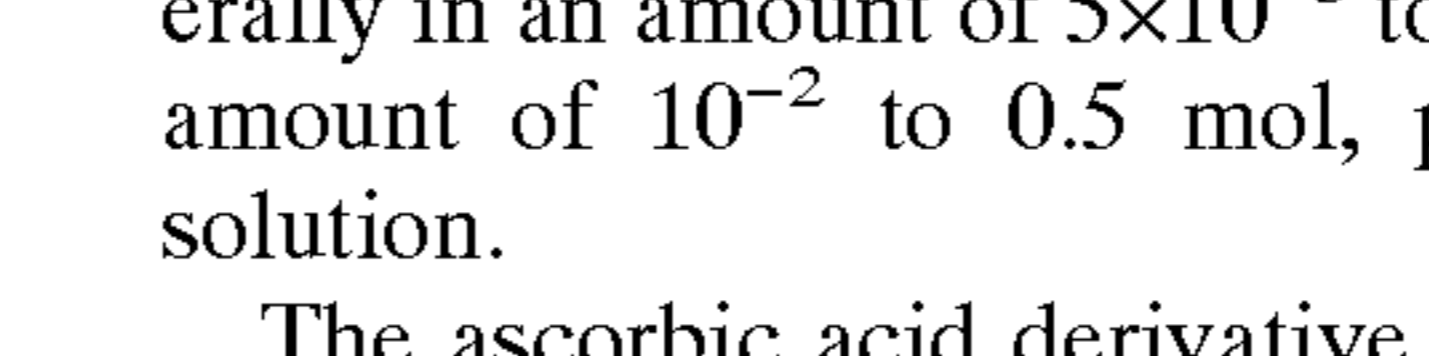 erally in an amount of 5×10
amount of 10⁻² to 0.5 mol,
solution.
The ascorbic acid derivative